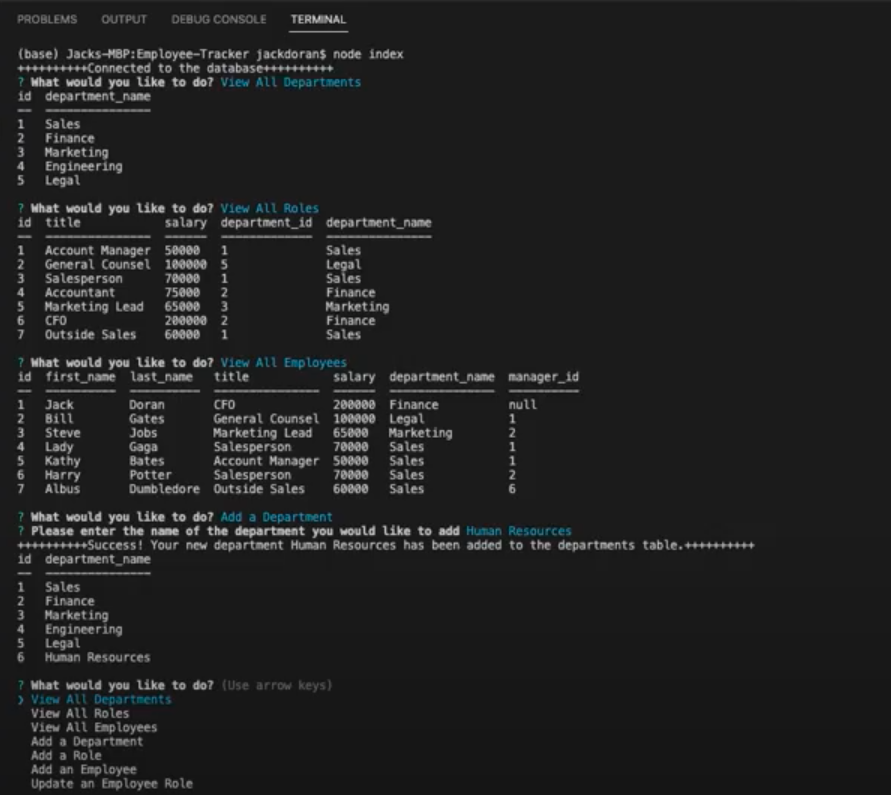 PROBLEMS OUTPUT DEBUG CONSOLE TERMINAL
(base) Jacks-MBP:Employee-Tracker jackdoran$ node index
++++++++++Connected to the database++++++++++
? What would you like to do? View All Departments
id department_name
1 Sales
2 Finance
3 Marketing
4 Engineering
5 Legal
? What would you like to do? View All Roles
id title salary department_id department_name
1 Account Manager 50000 1 Sales
2 General Counsel 100000 5 Legal
3 Salesperson 70000 1 Sales
4 Accountant 75000 2 Finance
5 Marketing Lead 65000 3 Marketing
6 CFO 200000 2 Finance
7 Outside Sales 60000 1 Sales
? What would you like to do? View All Employees
id first_name last_name title salary department_name manager_id
1 Jack Doran CFO 200000 Finance null
2 Bill Gates General Counsel 100000 Legal 1
3 Steve Jobs Marketing Lead 65000 Marketing 2
4 Lady Gaga Salesperson 70000 Sales 1
5 Kathy Bates Account Manager 50000 Sales 1
6 Harry Potter Salesperson 70000 Sales 2
7 Albus Dumbledore Outside Sales 60000 Sales 6
? What would you like to do? Add a Department
? Please enter the name of the department you would like to add Human Resources
++++++++++Success! Your new department Human Resources has been added to the departments table.++++++++++
id department_name
1 Sales
2 Finance
3 Marketing
4 Engineering
5 Legal
6 Human Resources
? What would you like to do? (Use arrow keys)
❯ View All Departments
View All Roles
View All Employees
Add a Department
Add a Role
Add an Employee
Update an Employee Role